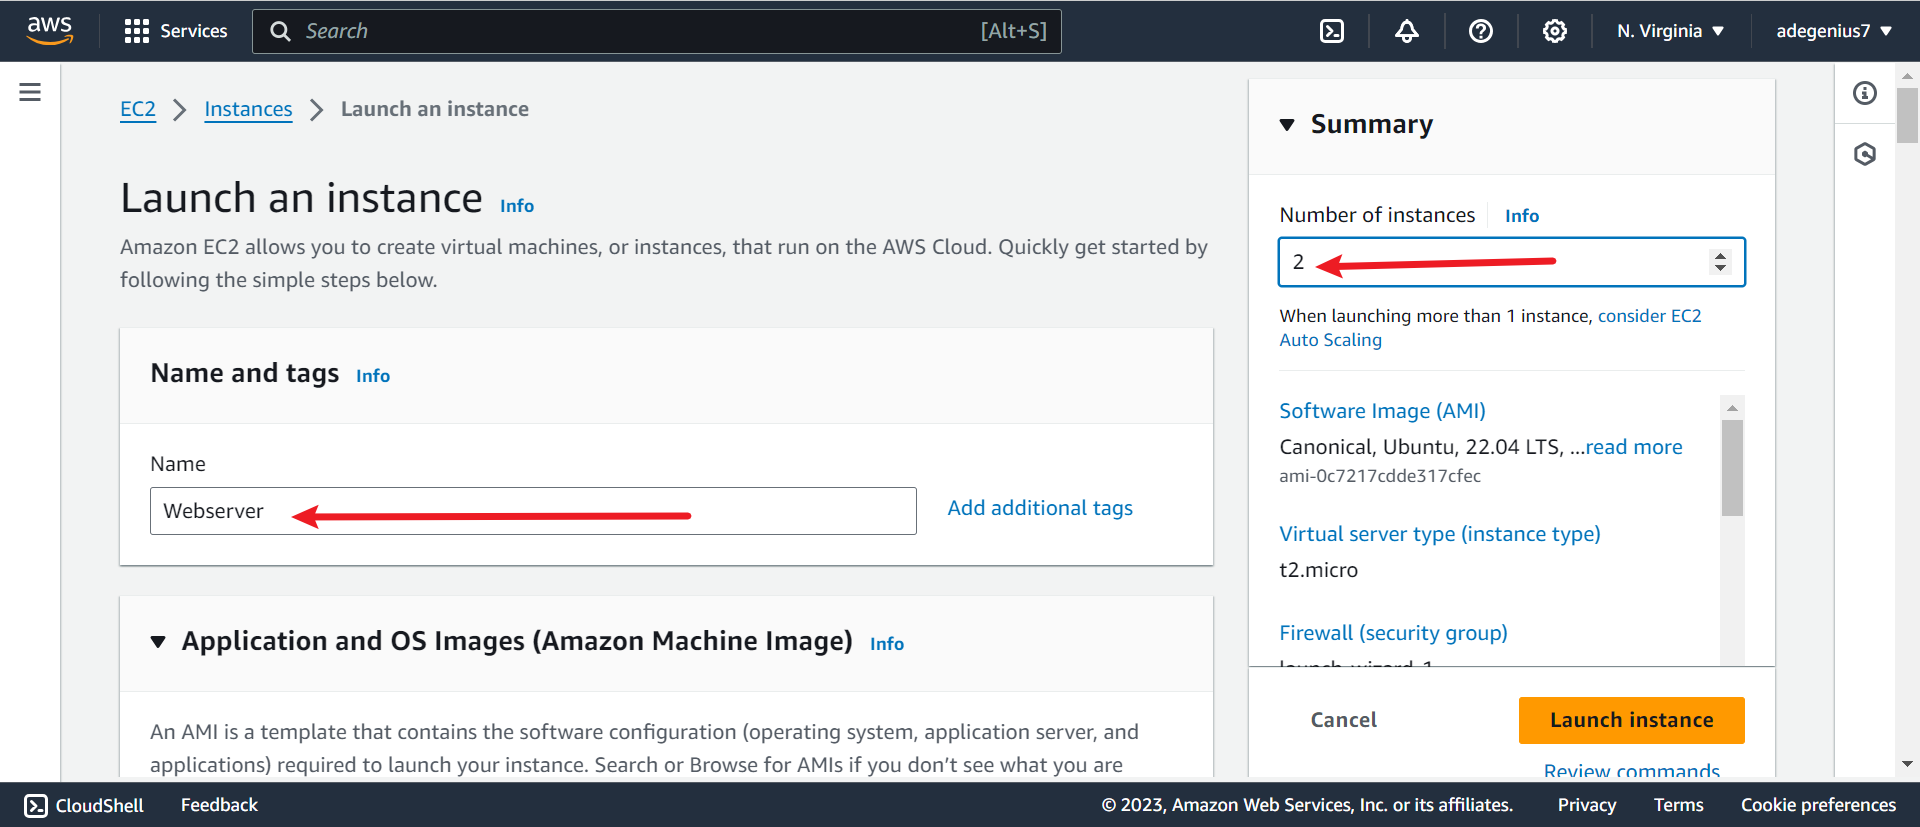 aws
Services
Search [Alt+S]
N. Virginia
adegenius7
EC2 Instances Launch an instance
Launch an instance Info
Amazon EC2 allows you to create virtual machines, or instances, that run on the AWS Cloud. Quickly get started by
following the simple steps below.
Name and tags Info
Name
Webserver
Add additional tags
Application and OS Images (Amazon Machine Image) Info
An AMI is a template that contains the software configuration (operating system, application server, and
applications) required to launch your instance. Search or Browse for AMIs if you don't see what you are
Summary
Number of instances Info
2
When launching more than 1 instance, consider EC2
Auto Scaling
Software Image (AMI)
Canonical, Ubuntu, 22.04 LTS, ...read more
ami-0c7217cdde317cfec
Virtual server type (instance type)
t2.micro
Firewall (security group)
launch-wizard-1
Cancel
Launch instance
Review commands
CloudShell
Feedback
© 2023, Amazon Web Services, Inc. or its affiliates.
Privacy
Terms
Cookie preferences